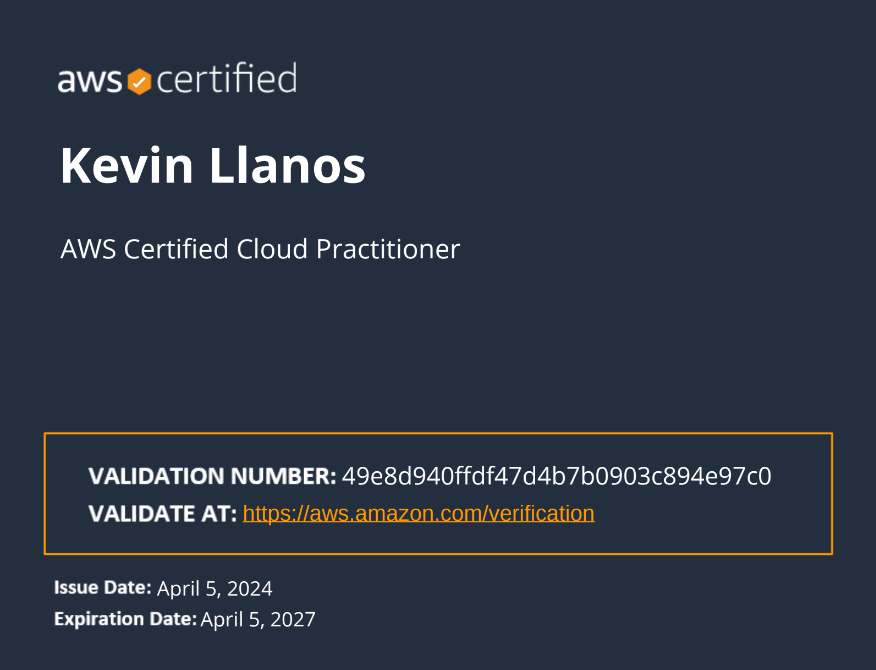 aws certified
Kevin Llanos
AWS Certified Cloud Practitioner
VALIDATION NUMBER: 49e8d940ffdf47d4b7b0903c894e97c0
VALIDATE AT: https://aws.amazon.com/verification
Issue Date: April 5, 2024
Expiration Date: April 5, 2027